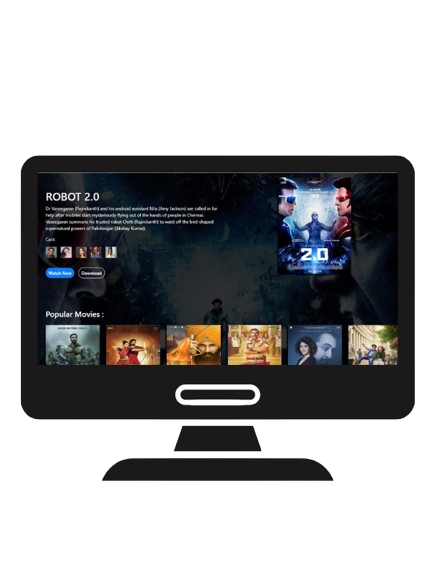 ROBOT 2.0
Dr Vaseegaran (Rajinikanth) and his android assistant Nila (Amy Jackson) are called in for
help after mobiles start mysteriously flying out of the hands of people in Chennai.
Vaseegaran summons his trusted robot Chitti (Rajinikanth) to ward off the bird-shaped
supernatural powers of Pakshirajan (Akshay Kumar).
Cast:
Watch Now Download
2.0
Popular Movies :